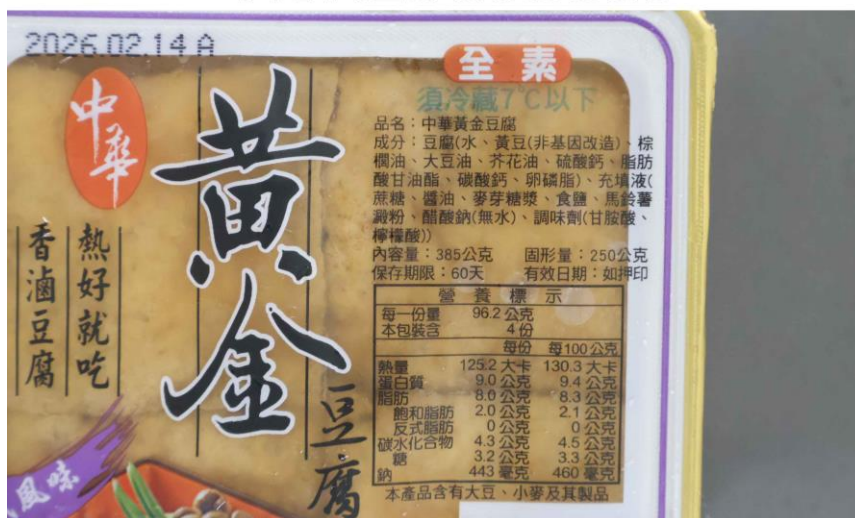 2026.02.14 A
全素
須冷藏7℃以下
中華
黃金
豆腐
熱好就吃
香滷豆腐
風味
品名：中華黃金豆腐
成分：豆腐(水、黃豆(非基因改造)、棕
櫚油、大豆油、芥花油、硫酸鈣、脂肪
酸甘油酯、碳酸鈣、卵磷脂)、充填液(
蔗糖、醬油、麥芽糖漿、食鹽、馬鈴薯
澱粉、醋酸鈉(無水)、調味劑(甘胺酸、
檸檬酸))
內容量：385公克 固形量：250公克
保存期限：60天 有效日期：如押印
營養標示
每一份量 96.2 公克
本包裝含 4 份
每份 每100公克
熱量 125.2 大卡 130.3 大卡
蛋白質 9.0 公克 9.4 公克
脂肪 8.0 公克 8.3 公克
飽和脂肪 2.0 公克 2.1 公克
反式脂肪 0 公克 0 公克
碳水化合物 4.3 公克 4.5 公克
糖 3.2 公克 3.3 公克
鈉 443 毫克 460 毫克
本產品含有大豆、小麥及其製品